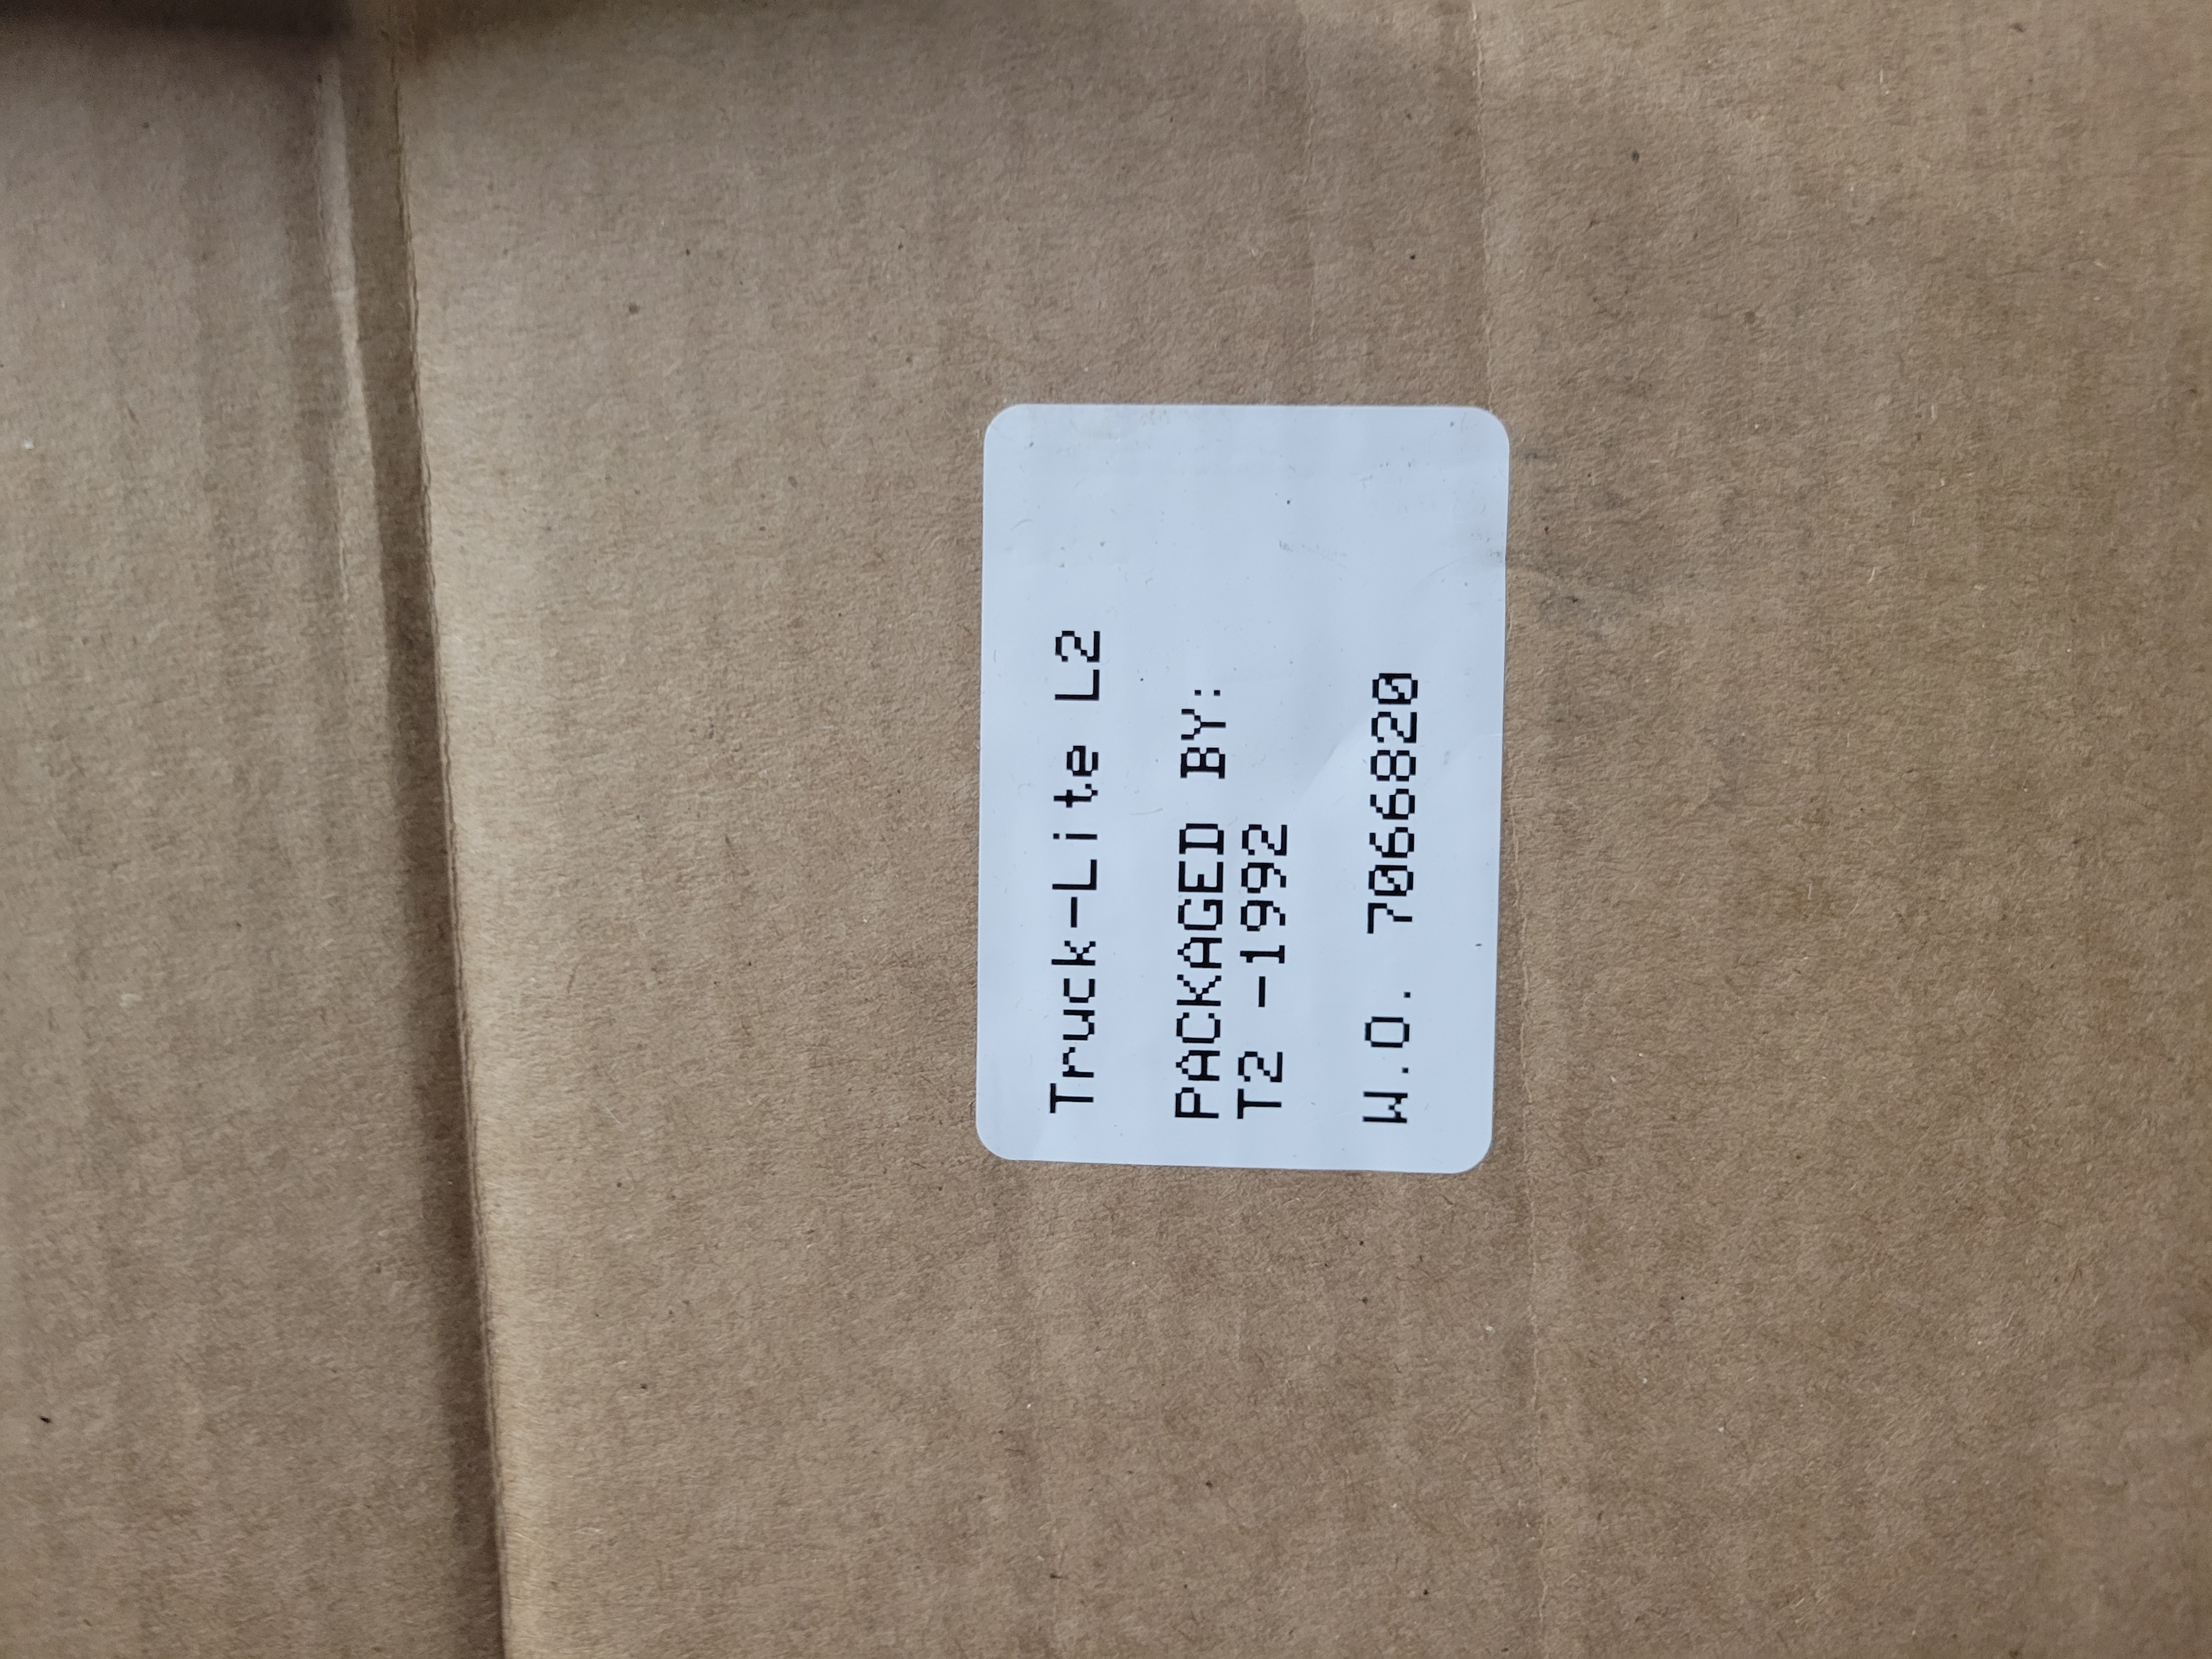 Truck-Lite L2
PACKAGED BY:
T2 -1992
W.O. 7066820